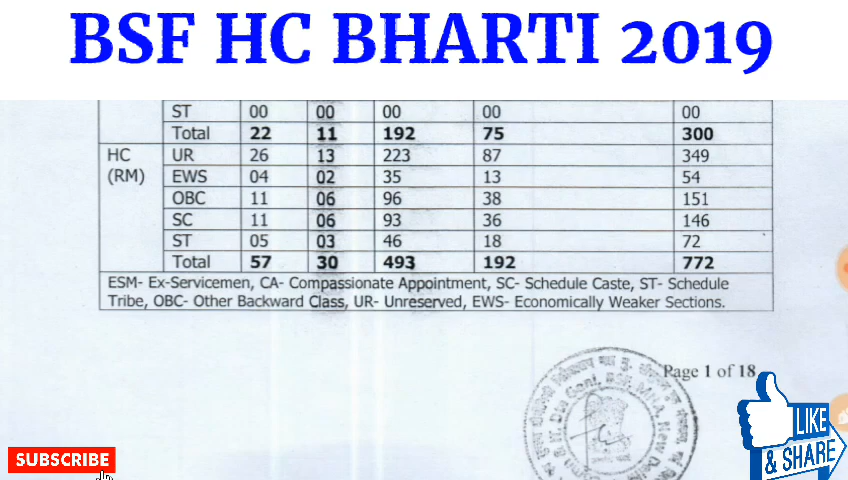 BSF HC BHARTI 2019
ST 00 00 00 00 00
Total 22 11 192 75 300
HC UR 26 13 223 87 349
(RM) EWS 04 02 35 13 54
OBC 11 06 96 38 151
SC 11 06 93 36 146
ST 05 03 46 18 72
Total 57 30 493 192 772
ESM- Ex-Servicemen, CA- Compassionate Appointment, SC- Schedule Caste, ST- Schedule
Tribe, OBC- Other Backward Class, UR- Unreserved, EWS- Economically Weaker Sections.
Page 1 of 18
LIKE
& SHARE
SUBSCRIBE